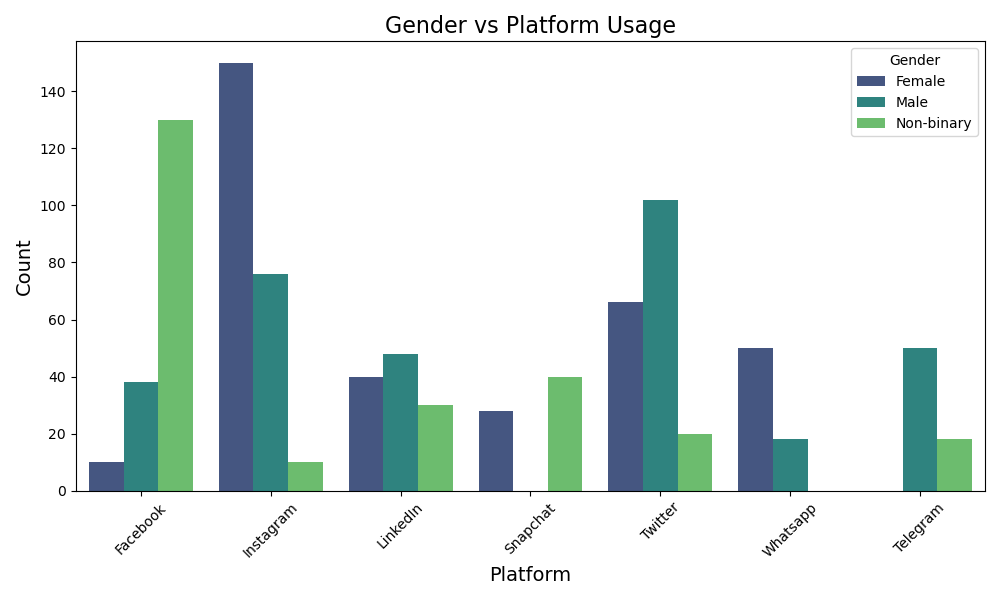 Gender vs Platform Usage
Gender
Female
Male
Non-binary
Count
140
120
100
80
60
40
20
0
Facebook
Instagram
LinkedIn
Snapchat
Twitter
Whatsapp
Telegram
Platform